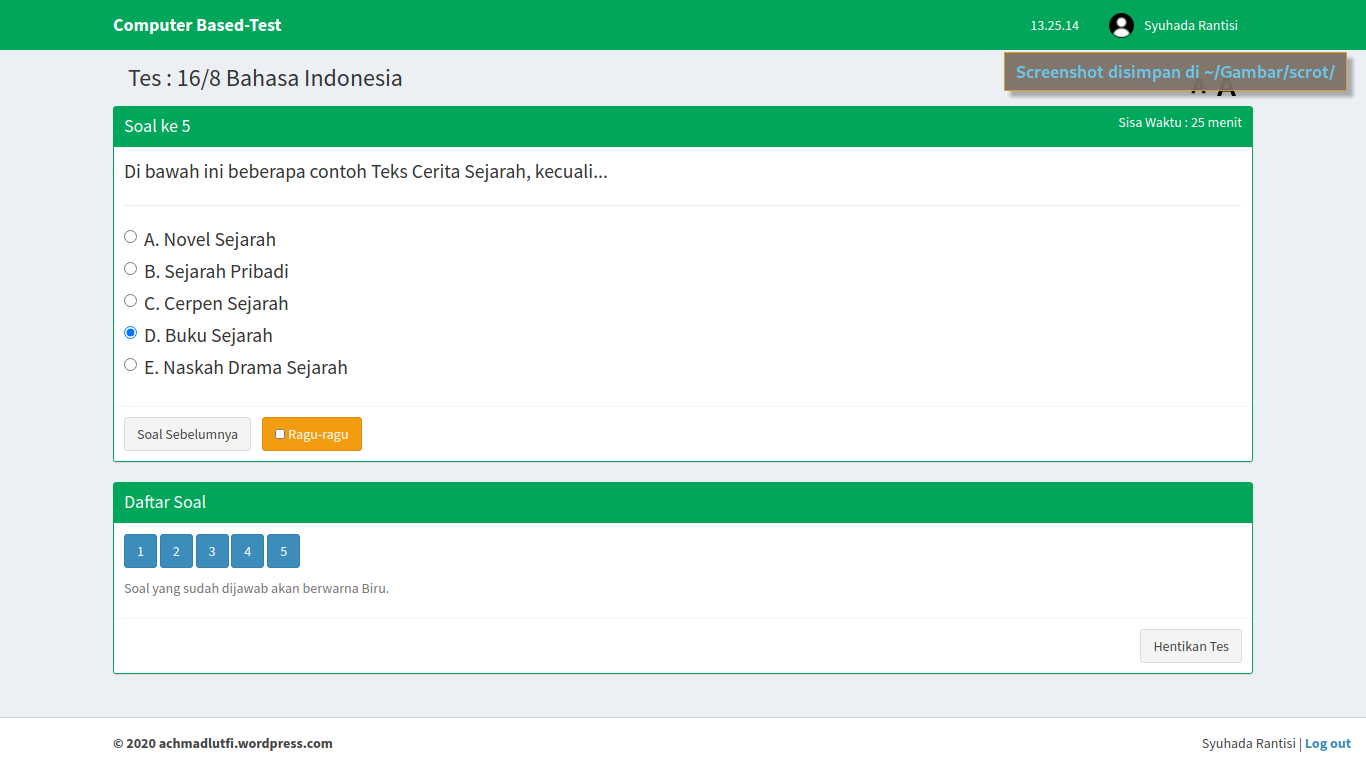 Computer Based-Test 13.25.14 Syuhada Rantisi
Tes : 16/8 Bahasa Indonesia
Screenshot disimpan di ~/Gambar/scrot/
A A
Soal ke 5 Sisa Waktu : 25 menit
Di bawah ini beberapa contoh Teks Cerita Sejarah, kecuali...
A. Novel Sejarah
B. Sejarah Pribadi
C. Cerpen Sejarah
D. Buku Sejarah
E. Naskah Drama Sejarah
Soal Sebelumnya Ragu-ragu
Daftar Soal
1 2 3 4 5
Soal yang sudah dijawab akan berwarna Biru.
Hentikan Tes
© 2020 achmadlutfi.wordpress.com Syuhada Rantisi | Log out